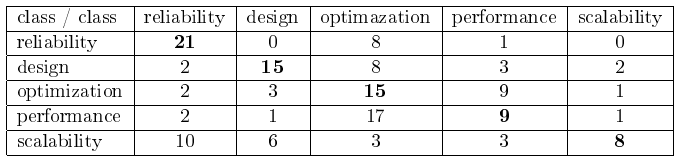 class / class reliability design optimazation performance scalability
reliability 21 0 8 1 0
design 2 15 8 3 2
optimization 2 3 15 9 1
performance 2 1 17 9 1
scalability 10 6 3 3 8